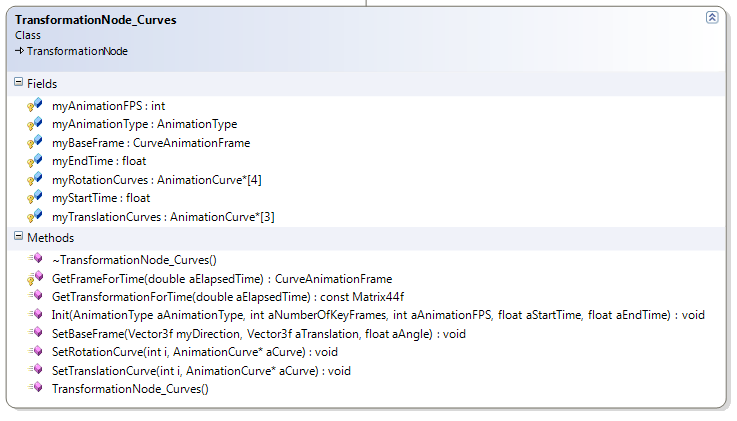 TransformationNode_Curves
Class
TransformationNode
Fields
myAnimationFPS : int
myAnimationType : AnimationType
myBaseFrame : CurveAnimationFrame
myEndTime : float
myRotationCurves : AnimationCurve*[4]
myStartTime : float
myTranslationCurves : AnimationCurve*[3]
Methods
~TransformationNode_Curves()
GetFrameForTime(double aElapsedTime) : CurveAnimationFrame
GetTransformationForTime(double aElapsedTime) : const Matrix44f
Init(AnimationType aAnimationType, int aNumberOfKeyFrames, int aAnimationFPS, float aStartTime, float aEndTime) : void
SetBaseFrame(Vector3f myDirection, Vector3f aTranslation, float aAngle) : void
SetRotationCurve(int i, AnimationCurve* aCurve) : void
SetTranslationCurve(int i, AnimationCurve* aCurve) : void
TransformationNode_Curves()